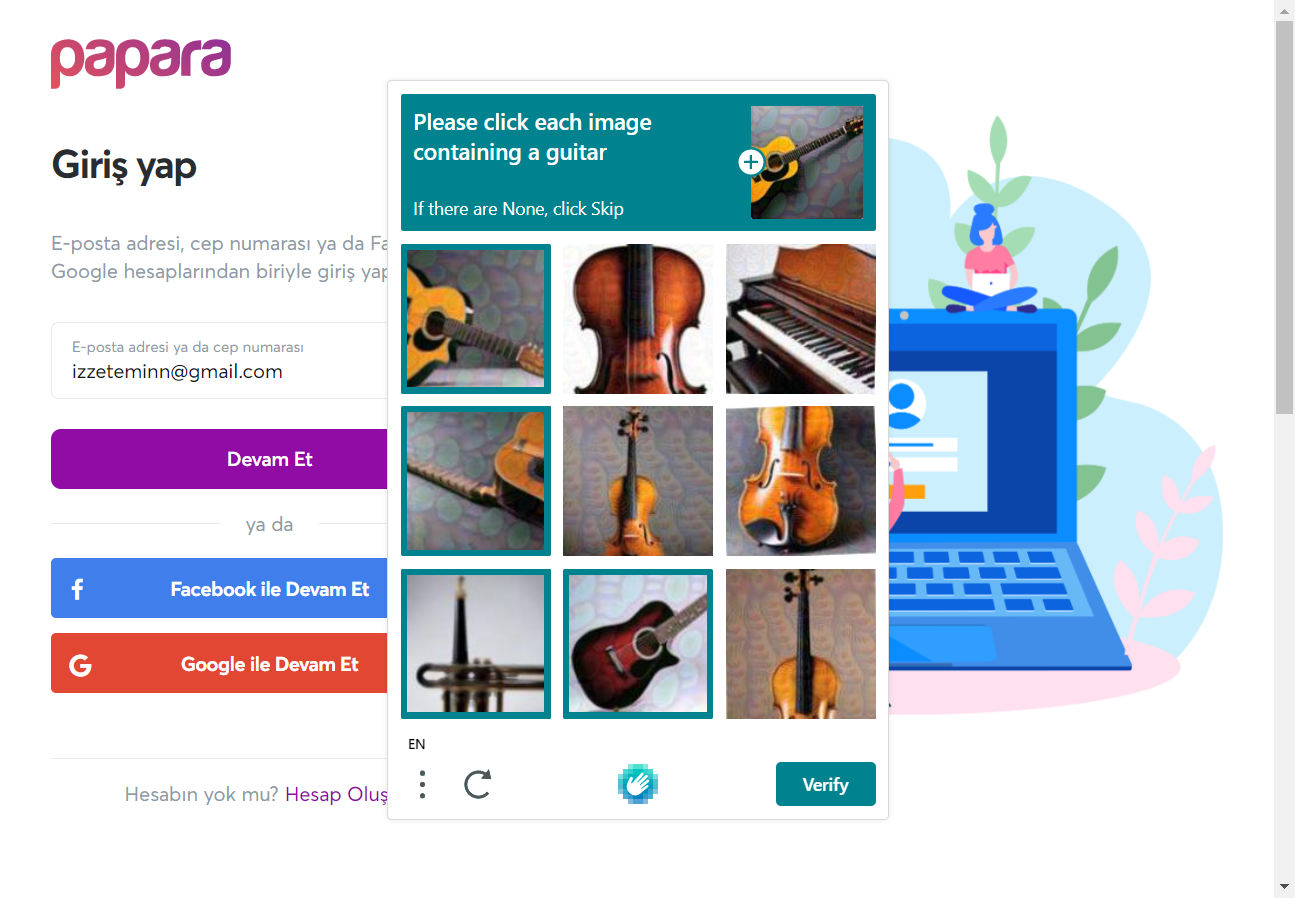 papara
Giriş yap
E-posta adresi, cep numarası ya da Fa
Google hesaplarından biriyle giriş yap
E-posta adresi ya da cep numarası
izzeteminn@gmail.com
Devam Et
ya da
f Facebook ile Devam Et
G Google ile Devam Et
Hesabın yok mu? Hesap Oluş
Please click each image
containing a guitar
If there are None, click Skip
EN
Verify